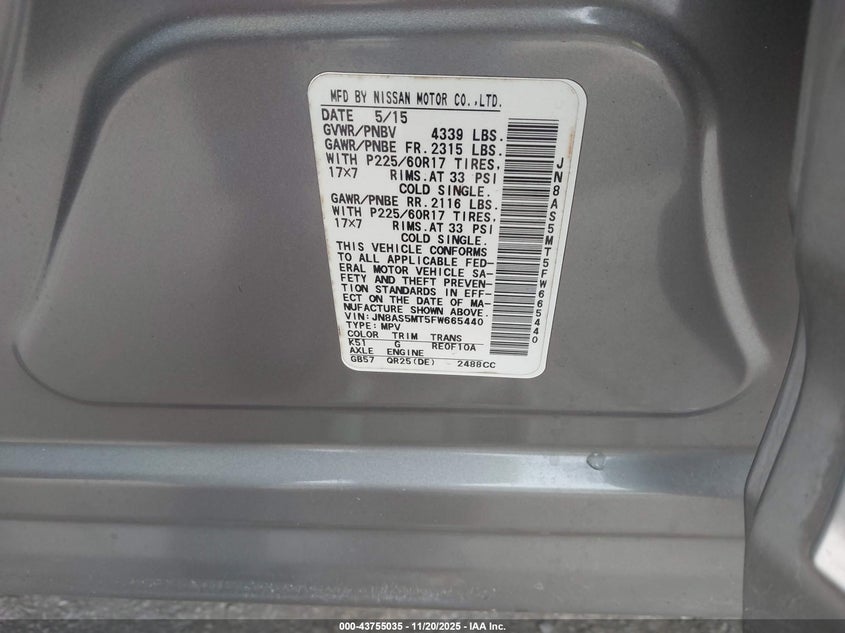 MFD BY NISSAN MOTOR CO.,LTD.
DATE 5/15
GVWR/PNBV 4339 LBS.
GAWR/PNBE FR. 2315 LBS.
WITH P225/60R17 TIRES,
17×7 RIMS.AT 33 PSI
COLD SINGLE.
GAWR/PNBE RR. 2116 LBS.
WITH P225/60R17 TIRES,
17×7 RIMS.AT 33 PSI
COLD SINGLE.
THIS VEHICLE CONFORMS
TO ALL APPLICABLE FED-
ERAL MOTOR VEHICLE SA-
FETY AND THEFT PREVEN-
TION STANDARDS IN EFF-
ECT ON THE DATE OF MA-
NUFACTURE SHOWN ABOVE.
VIN: JN8AS5MT5FW665440
TYPE: MPV
COLOR TRIM TRANS
K51 G RE0F10A
AXLE ENGINE
GB57 QR25(DE) 2488CC
JN8AS5MT5FW665440
000-43755035 - 11/20/2025 - IAA Inc.